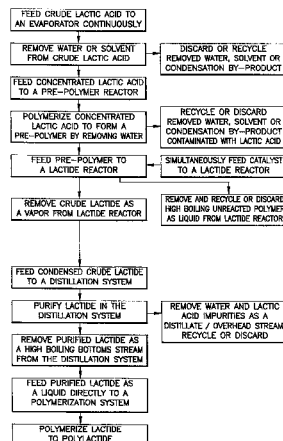 FEED CRUDE LACTIC ACID TO
AN EVAPORATOR CONTINUOUSLY
REMOVE WATER OR SOLVENT
FROM CRUDE LACTIC ACID
DISCARD OR RECYCLE
REMOVED WATER, SOLVENT OR
CONDENSATION BY-PRODUCT
FEED CONCENTRATED LACTIC ACID
TO A PRE-POLYMER REACTOR
POLYMERIZE CONCENTRATED
LACTIC ACID TO FORM A
PRE-POLYMER BY REMOVING WATER
RECYCLE OR DISCARD
REMOVED WATER, SOLVENT OR
CONDENSATION BY-PRODUCT
CONTAMINATED WITH LACTIC ACID
FEED PRE-POLYMER TO
A LACTIDE REACTOR
SIMULTANEOUSLY FEED CATALYST
TO A LACTIDE REACTOR
REMOVE CRUDE LACTIDE AS
A VAPOR FROM LACTIDE REACTOR
REMOVE AND RECYCLE OR DISCARD
HIGH BOILING UNREACTED POLYMER
AS LIQUID FROM LACTIDE REACTOR
FEED CONDENSED CRUDE LACTIDE
TO A DISTILLATION SYSTEM
PURIFY LACTIDE IN THE
DISTILLATION SYSTEM
REMOVE WATER AND LACTIC
ACID IMPURITIES AS A
DISTILLATE / OVERHEAD STREAM
RECYCLE OR DISCARD
REMOVE PURIFIED LACTIDE AS
A HIGH BOILING BOTTOMS STREAM
FROM THE DISTILLATION SYSTEM
FEED PURIFIED LACTIDE AS
A LIQUID DIRECTLY TO A
POLYMERIZATION SYSTEM
POLYMERIZE LACTIDE
TO POLYLACTIDE